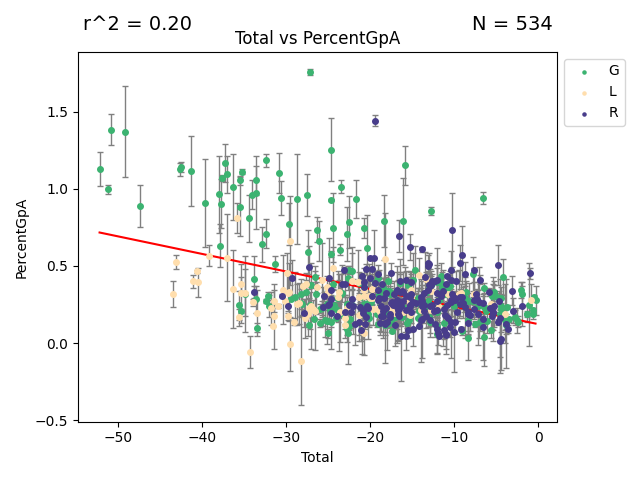 r^2 = 0.20 N = 534
Total vs PercentGpA
G
L
R
1.5
1.0
0.5
0.0
−0.5
PercentGpA
−50 −40 −30 −20 −10 0
Total